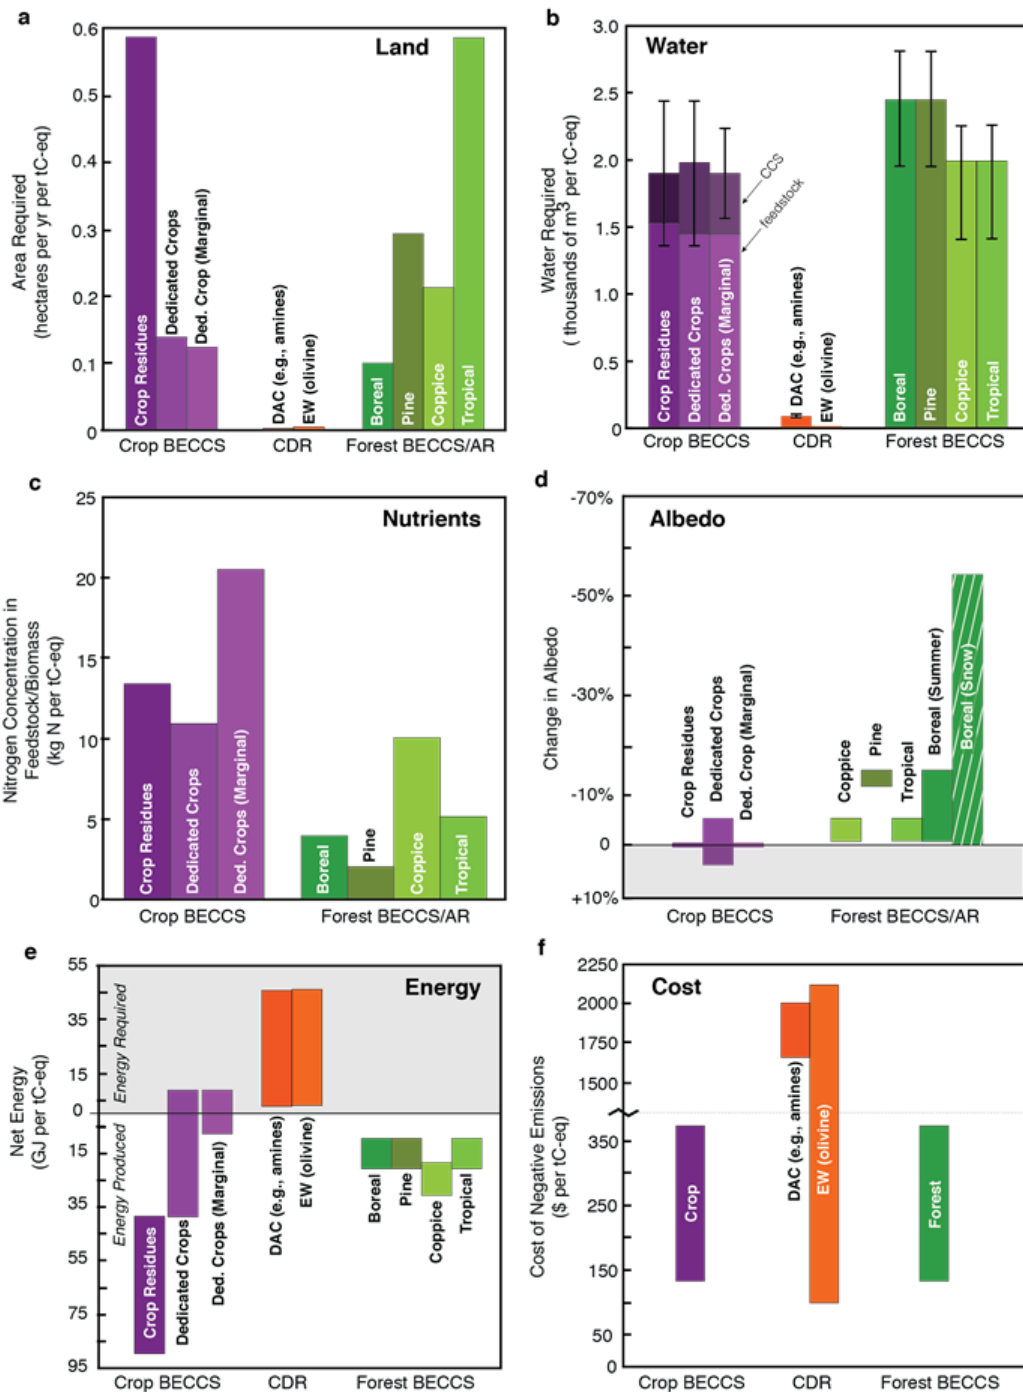 a
Land
Area Required
(hectares per yr per tC-eq)
0.6
0.5
0.4
0.3
0.2
0.1
0
Crop Residues
Dedicated Crops
Ded. Crop (Marginal)
DAC (e.g., amines)
EW (olivine)
Boreal
Pine
Coppice
Tropical
Crop BECCS
CDR
Forest BECCS/AR
b
Water
Water Required
( thousands of m3 per tC-eq)
3.0
2.5
2.0
1.5
1.0
0.5
0
Crop Residues
Dedicated Crops
Ded. Crops (Marginal)
CCS
feedstock
DAC (e.g., amines)
EW (olivine)
Boreal
Pine
Coppice
Tropical
Crop BECCS
CDR
Forest BECCS/AR
c
Nutrients
Nitrogen Concentration in
Feedstock/Biomass
(kg N per tC-eq)
25
20
15
10
5
0
Crop Residues
Dedicated Crops
Ded. Crops (Marginal)
Boreal
Pine
Coppice
Tropical
Crop BECCS
Forest BECCS/AR
d
Albedo
Change in Albedo
-70%
-50%
-30%
-10%
0
+10%
Crop Residues
Dedicated Crops
Ded. Crop (Marginal)
Coppice
Pine
Tropical
Boreal (Summer)
Boreal (Snow)
Crop BECCS
Forest BECCS/AR
e
Energy
Net Energy
(GJ per tC-eq)
Energy Required
Energy Produced
55
35
15
0
15
35
55
75
95
Crop Residues
Dedicated Crops
Ded. Crops (Marginal)
DAC (e.g., amines)
EW (olivine)
Boreal
Pine
Coppice
Tropical
Crop BECCS
CDR
Forest BECCS
f
Cost
Cost of Negative Emissions
($ per tC-eq)
2250
2000
1750
1500
350
250
150
50
0
Crop
DAC (e.g., amines)
EW (olivine)
Forest
Crop BECCS
CDR
Forest BECCS